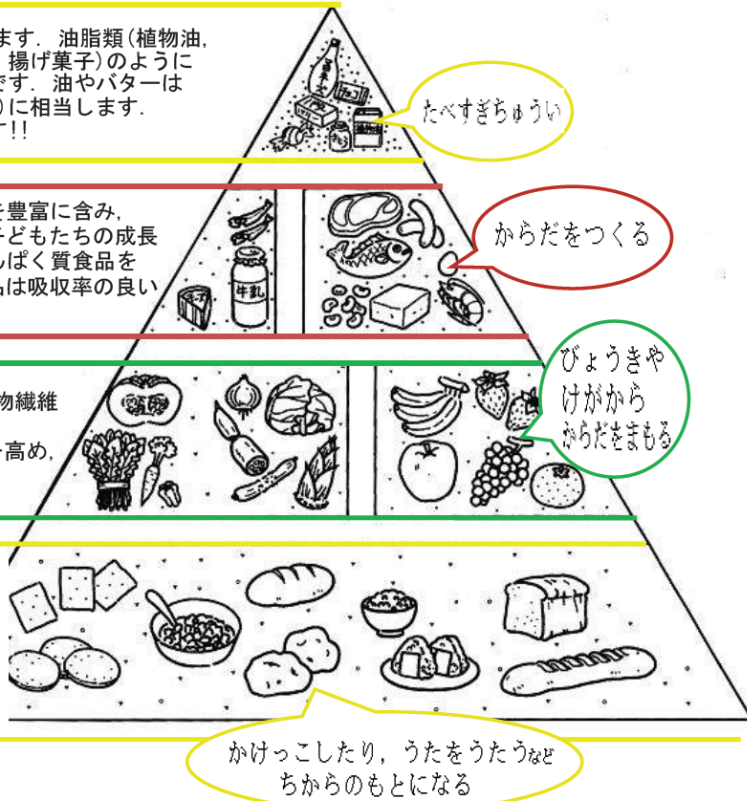 ます．油脂類（植物油，
揚げ菓子）のように
です．油やバターは
）に相当します．
す!!
たべすぎちゅうい
を豊富に含み，
子どもたちの成長
んぱく質食品を
品は吸収率の良い
からだをつくる
チーズ
牛乳
びょうきや
けがから
からだをまもる
物繊維
を高め，
かけっこしたり，うたをうたうなど
ちからのもとになる